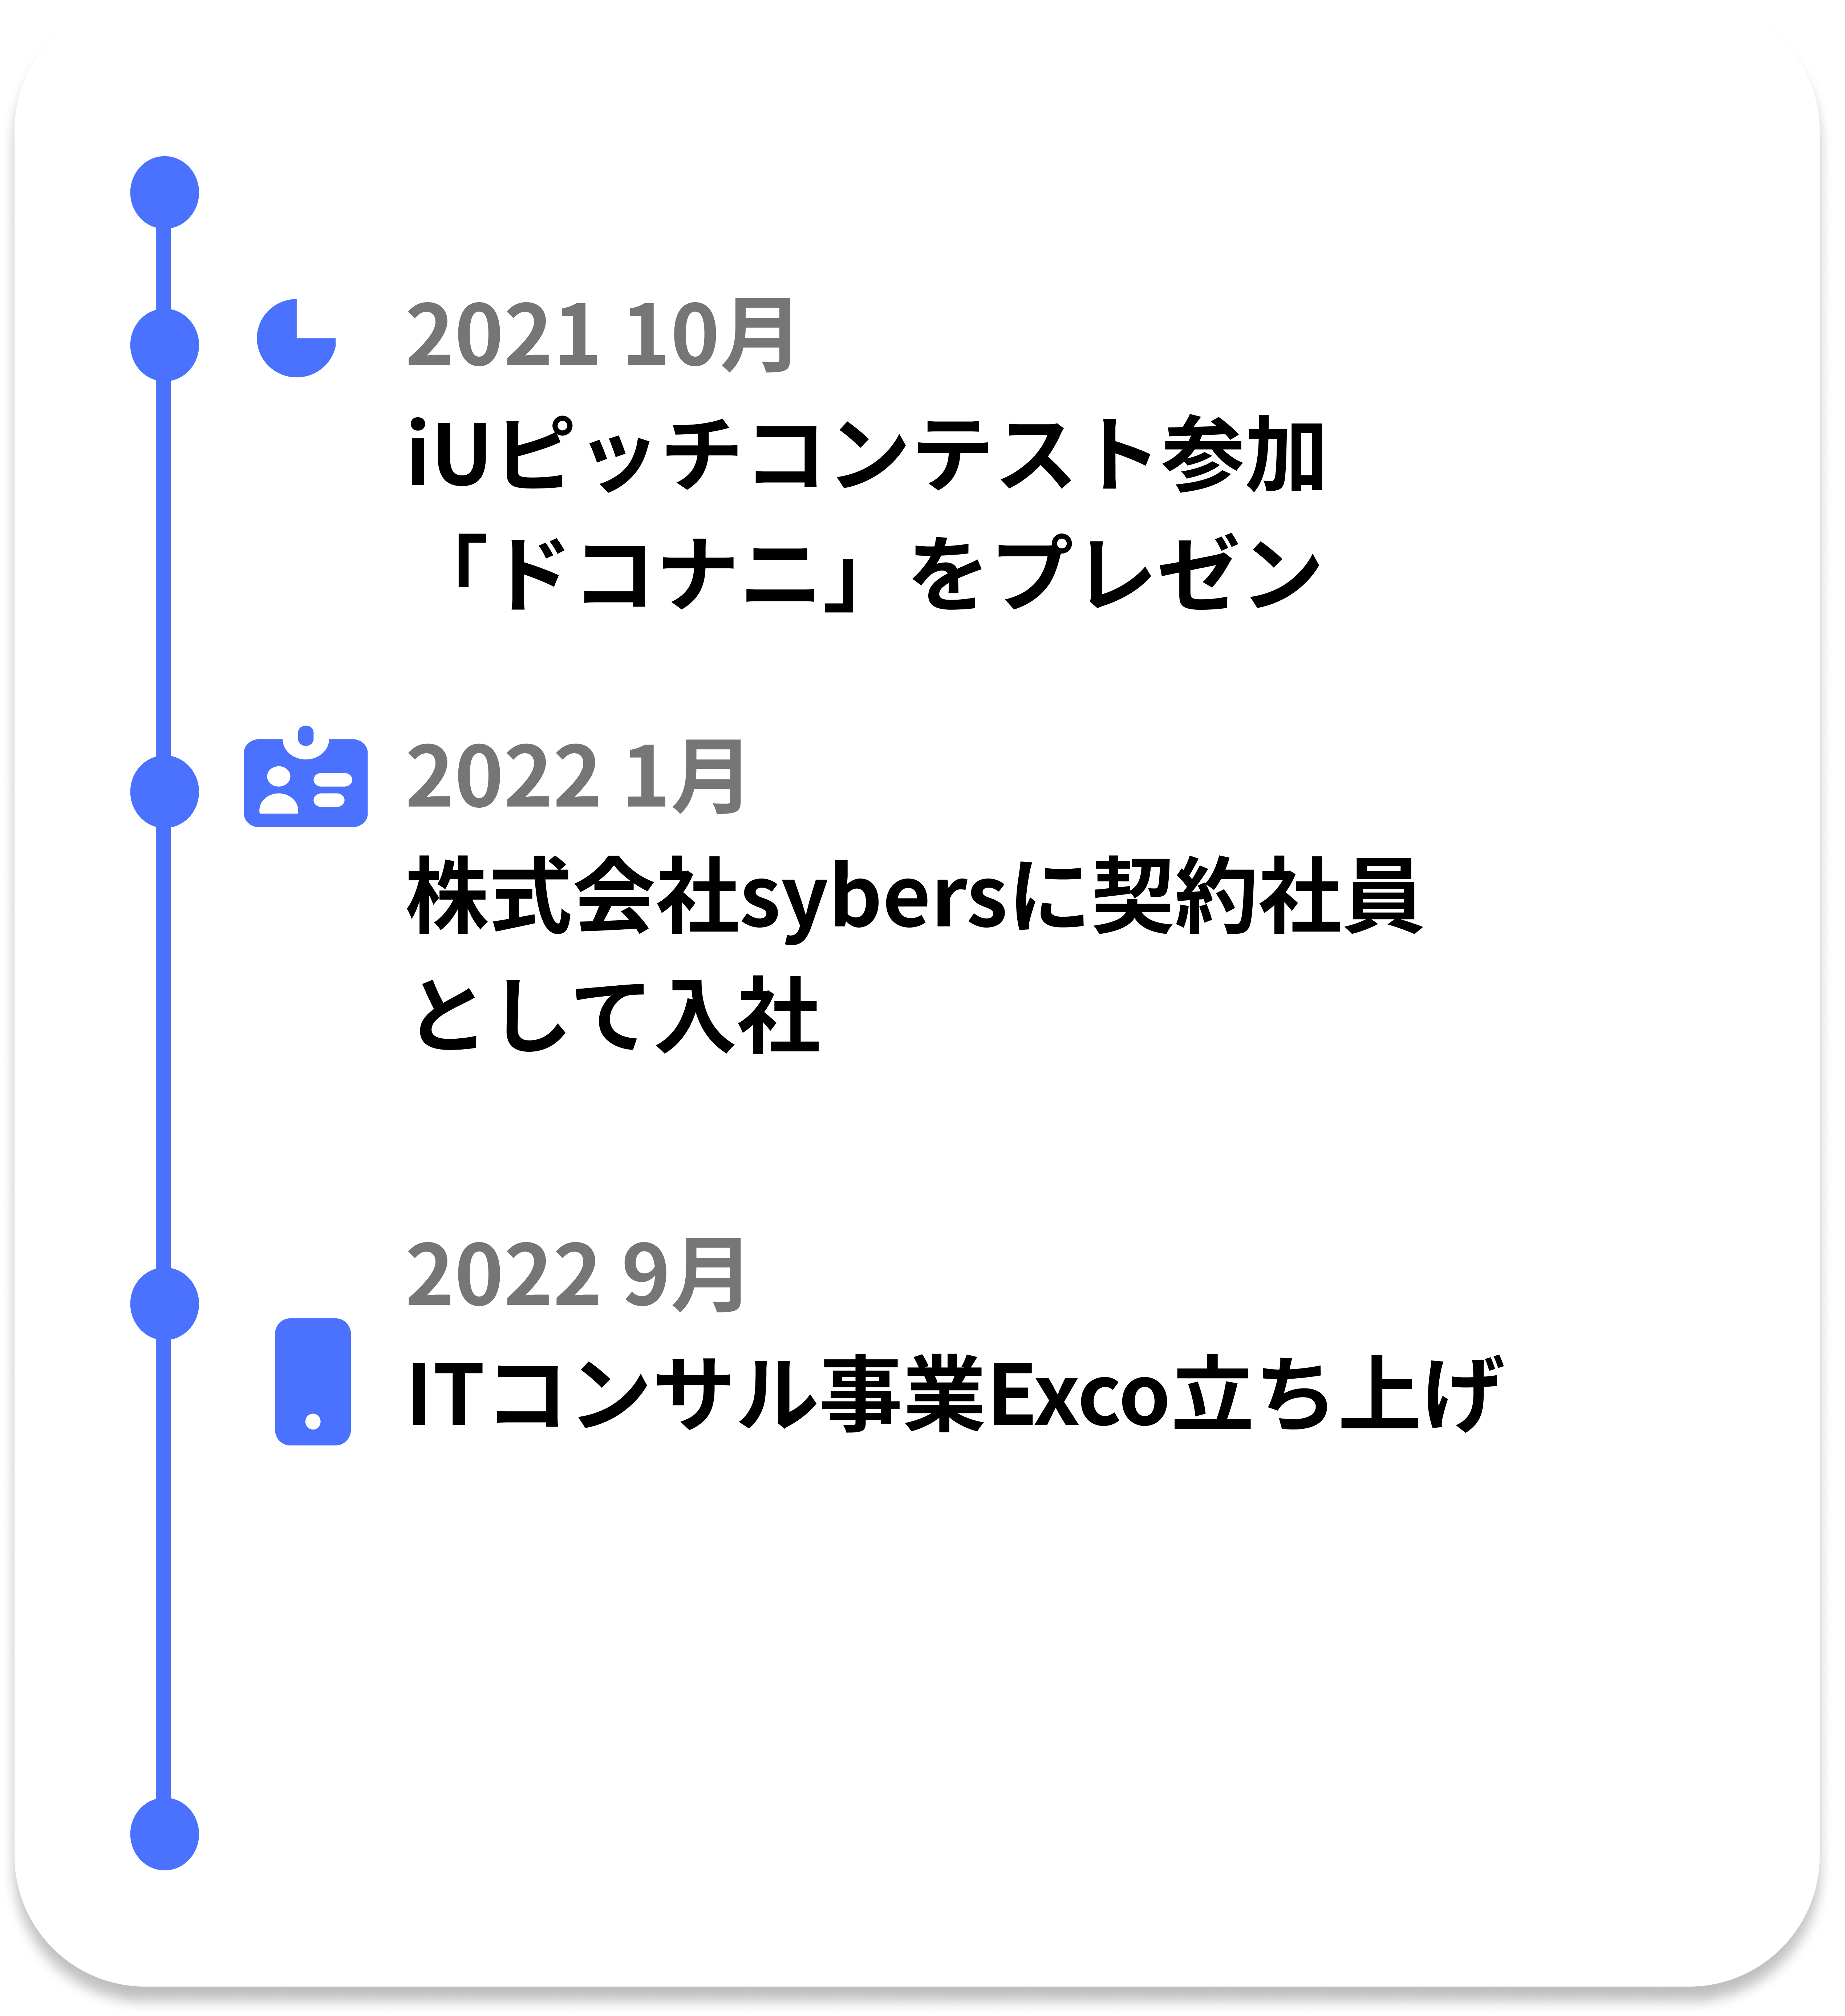 2021 10月
iUピッチコンテスト参加
「ドコナニ」をプレゼン
2022 1月
株式会社sybersに契約社員
として入社
2022 9月
ITコンサル事業Exco立ち上げ